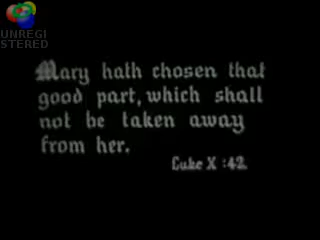 UNREGI
STERED
Mary hath chosen that
good part, which shall
not be taken away
from her.
Luke X :42.